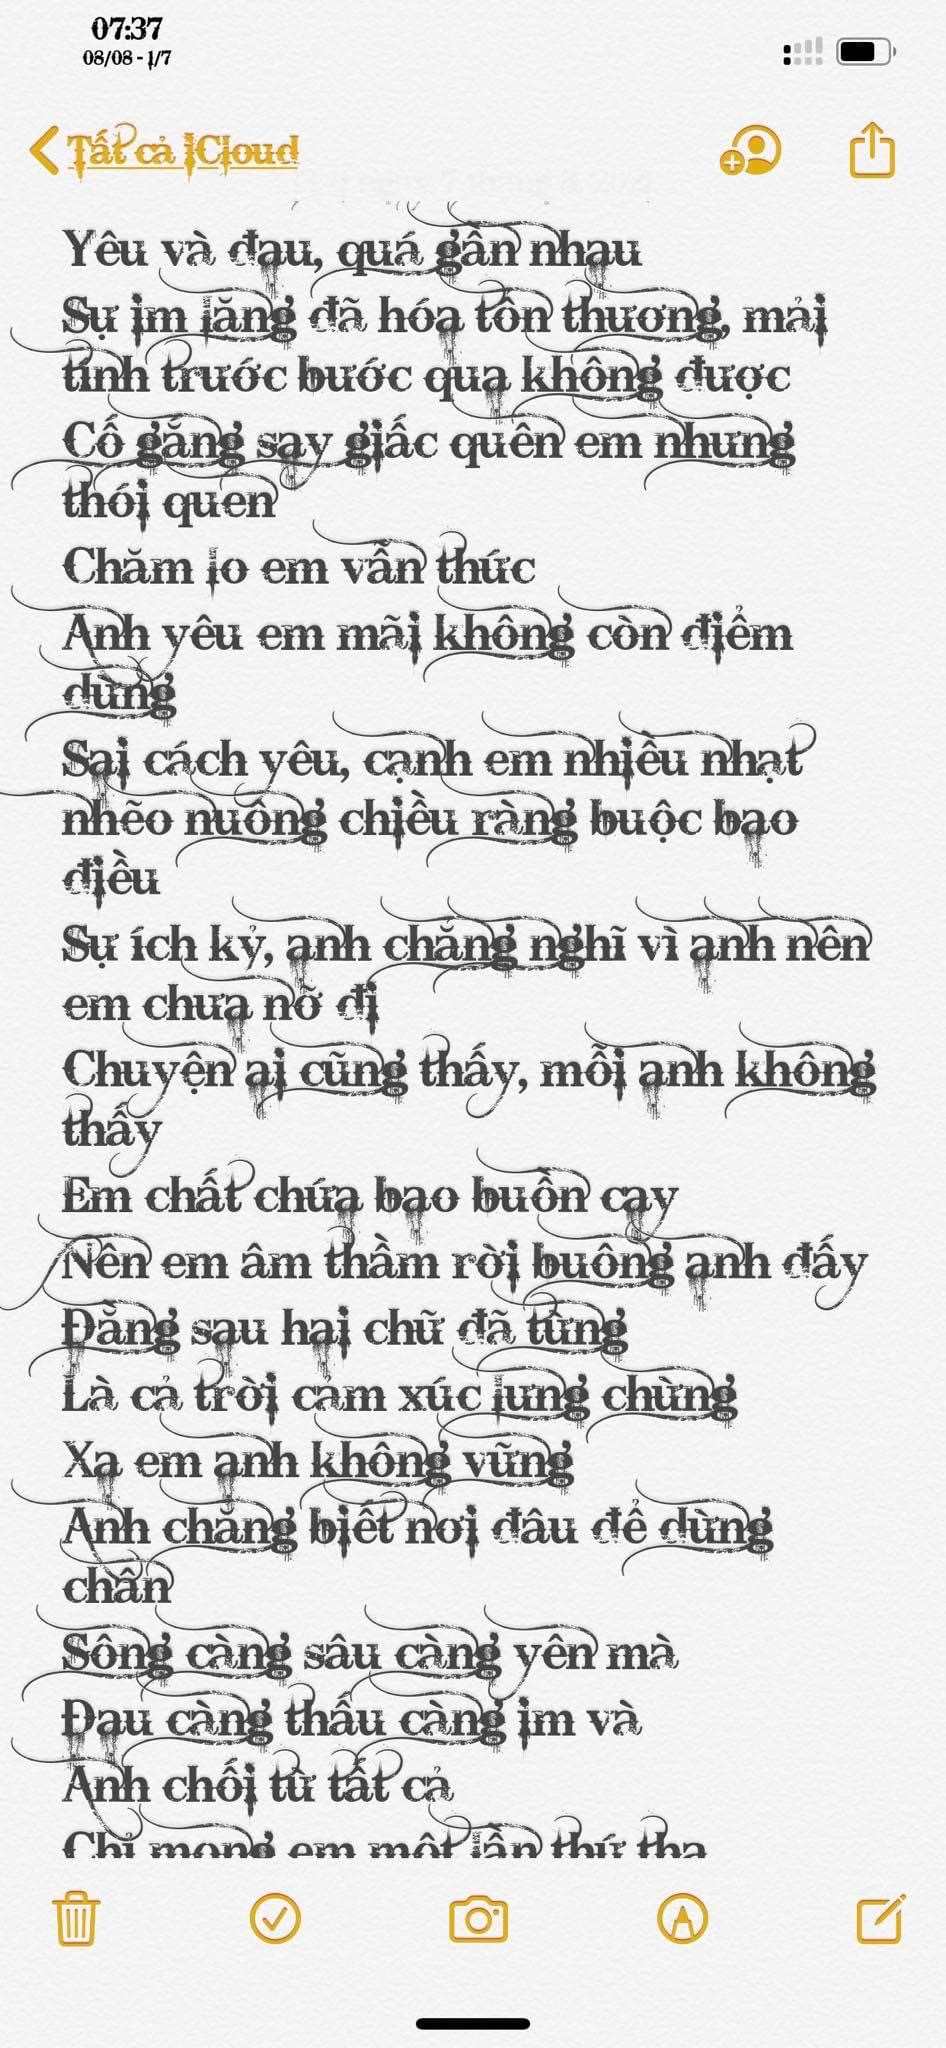 07:37
08/08 - 1/7
Tất cả iCloud
Yêu và đau, quá gần nhau
Sự im lăng đã hóa tổn thương, mải
tính trước bước qua không được
Cố gắng say giấc quên em nhưng
thói quen
Chăm lo em vẫn thức
Anh yêu em mãi không còn điểm
dừng
Sai cách yêu, cạnh em nhiều nhạt
nhẽo nuông chiều ràng buộc bao
điều
Sự ích kỷ, anh chẳng nghĩ vì anh nên
em chưa nỡ đi
Chuyện ai cũng thấy, mỗi anh không
thấy
Em chất chứa bao buồn cay
Nên em âm thầm rời buông anh đấy
Đằng sau hai chữ đã từng
Là cả trời cảm xúc lưng chừng
Xa em anh không vững
Anh chẳng biết nơi đâu để dừng
chân
Sông càng sâu càng yên mà
Đau càng thấu càng im và
Anh chối từ tất cả
Chỉ mong em một lần thứ tha